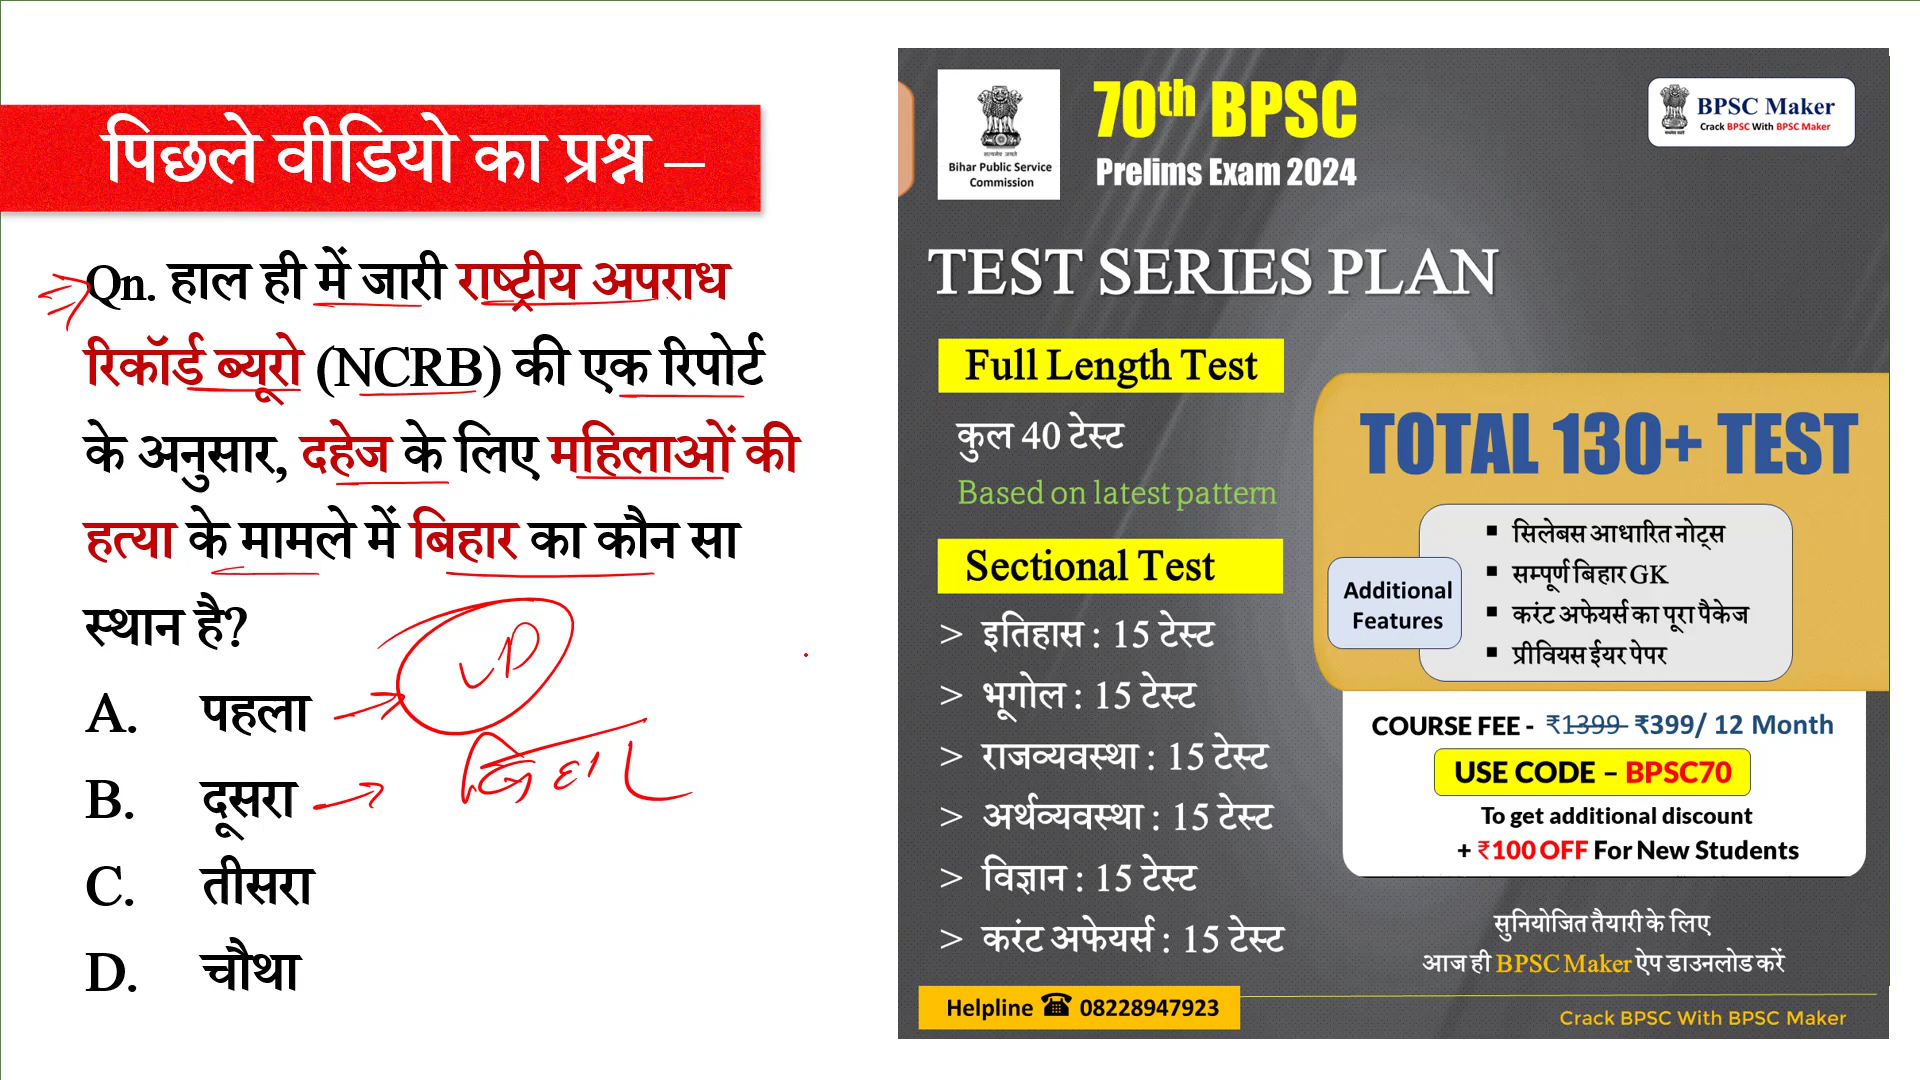 पिछले वीडियो का प्रश्न –
Qn. हाल ही में जारी राष्ट्रीय अपराध
रिकॉर्ड ब्यूरो (NCRB) की एक रिपोर्ट
के अनुसार, दहेज के लिए महिलाओं की
हत्या के मामले में बिहार का कौन सा
स्थान है?
A. पहला
UP
B. दूसरा
बिहार
C. तीसरा
D. चौथा
Bihar Public Service
Commission
70th BPSC
Prelims Exam 2024
BPSC Maker
Crack BPSC With BPSC Maker
TEST SERIES PLAN
Full Length Test
कुल 40 टेस्ट
Based on latest pattern
Sectional Test
> इतिहास : 15 टेस्ट
> भूगोल : 15 टेस्ट
> राजव्यवस्था : 15 टेस्ट
> अर्थव्यवस्था : 15 टेस्ट
> विज्ञान : 15 टेस्ट
> करंट अफेयर्स : 15 टेस्ट
TOTAL 130+ TEST
Additional
Features
▪ सिलेबस आधारित नोट्स
▪ सम्पूर्ण बिहार GK
▪ करंट अफेयर्स का पूरा पैकेज
▪ प्रीवियस ईयर पेपर
COURSE FEE - ₹1399 ₹399/ 12 Month
USE CODE – BPSC70
To get additional discount
+ ₹100 OFF For New Students
सुनियोजित तैयारी के लिए
आज ही BPSC Maker ऐप डाउनलोड करें
Helpline ☎ 08228947923
Crack BPSC With BPSC Maker